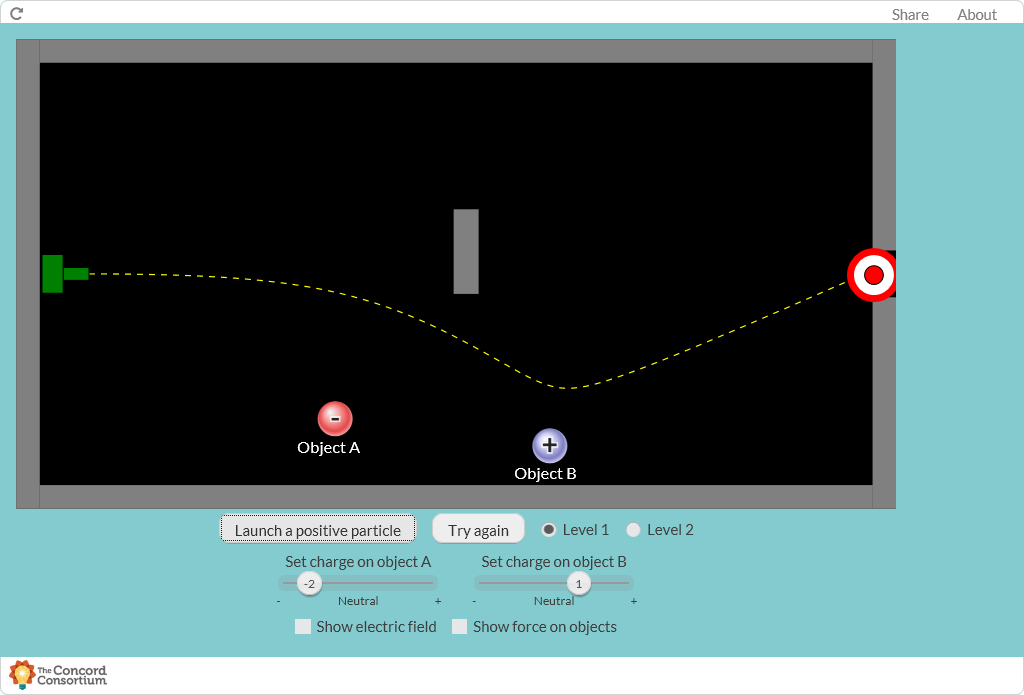 Share About
-
Object A
+
Object B
Launch a positive particle Try again Level 1 Level 2
Set charge on object A Set charge on object B
-2 1
- Neutral + - Neutral +
Show electric field Show force on objects
The Concord
Consortium